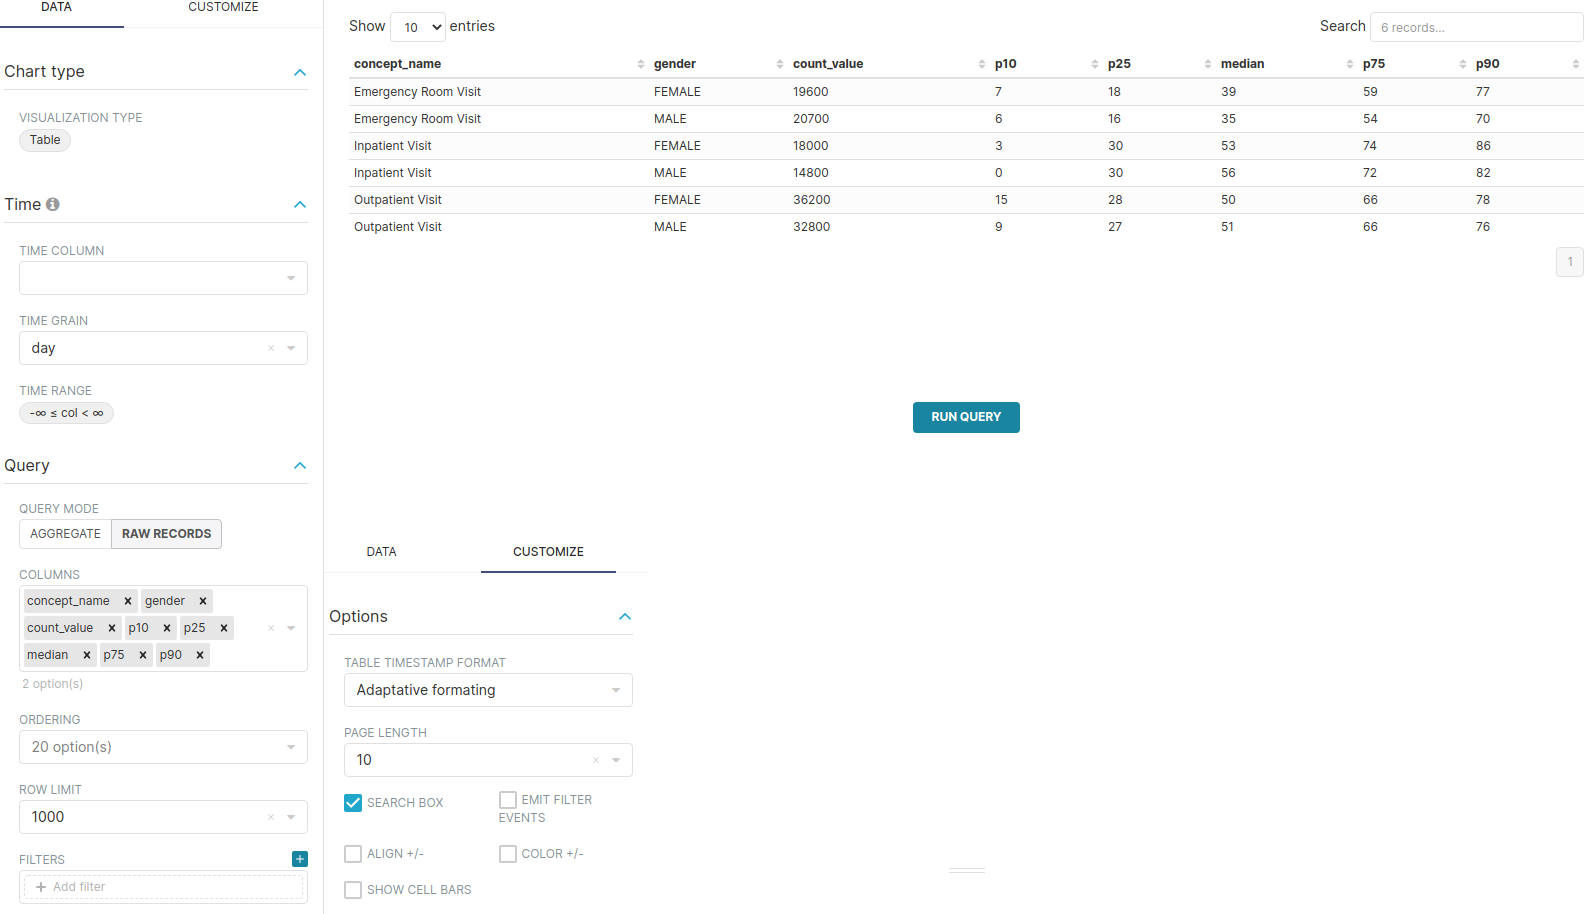 DATA CUSTOMIZE
Chart type
VISUALIZATION TYPE
Table
Time
TIME COLUMN
TIME GRAIN
day ×
TIME RANGE
-∞ ≤ col < ∞
Query
QUERY MODE
AGGREGATE RAW RECORDS
COLUMNS
concept_name × gender ×
count_value × p10 × p25 × ×
median × p75 × p90 ×
2 option(s)
ORDERING
20 option(s)
ROW LIMIT
1000 ×
FILTERS +
+ Add filter
Show 10 entries Search 6 records...
concept_name gender count_value p10 p25 median p75 p90
Emergency Room Visit FEMALE 19600 7 18 39 59 77
Emergency Room Visit MALE 20700 6 16 35 54 70
Inpatient Visit FEMALE 18000 3 30 53 74 86
Inpatient Visit MALE 14800 0 30 56 72 82
Outpatient Visit FEMALE 36200 15 28 50 66 78
Outpatient Visit MALE 32800 9 27 51 66 76
1
RUN QUERY
DATA CUSTOMIZE
Options
TABLE TIMESTAMP FORMAT
Adaptative formating
PAGE LENGTH
10 ×
SEARCH BOX EMIT FILTER
EVENTS
ALIGN +/- COLOR +/-
SHOW CELL BARS